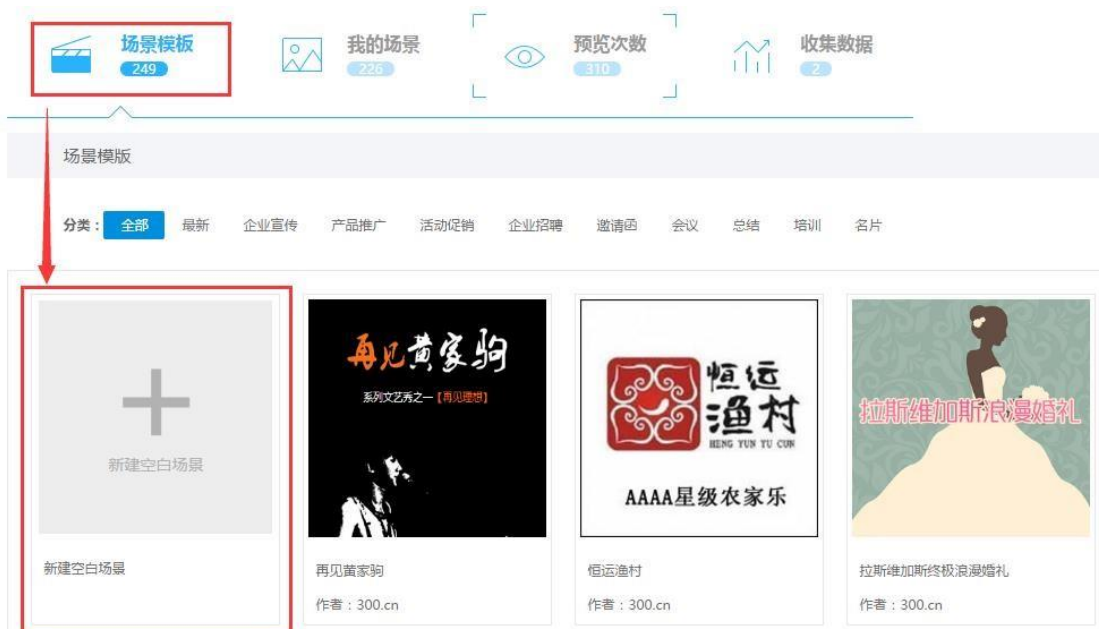 场景模板
249
我的场景
226
预览次数
310
收集数据
2
场景模版
分类： 全部 最新 企业宣传 产品推广 活动促销 企业招聘 邀请函 会议 总结 培训 名片
新建空白场景
新建空白场景
再见黄家驹
系列文艺秀之一【再见理想】
再见黄家驹
作者：300.cn
恒运
渔村
HENG YUN TU CUN
AAAA星级农家乐
恒运渔村
作者：300.cn
拉斯维加斯浪漫婚礼
拉斯维加斯终极浪漫婚礼
作者：300.cn